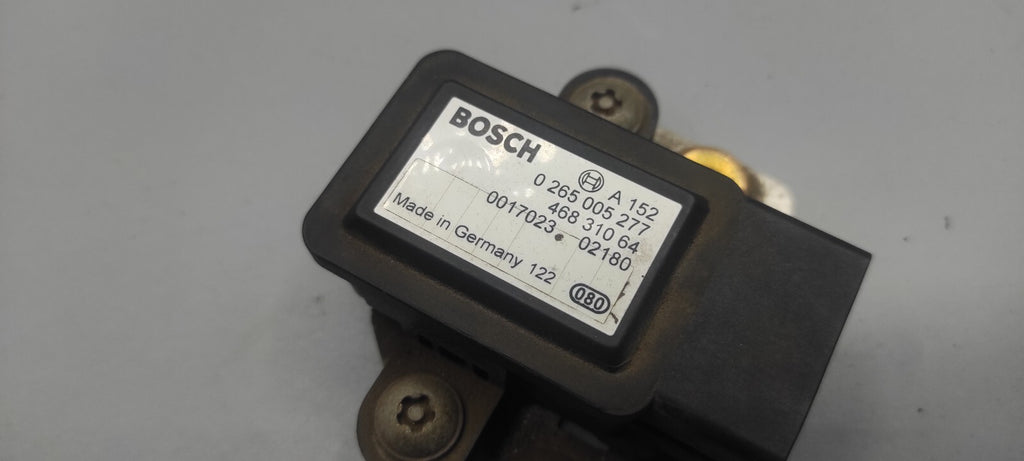 BOSCH
A 152
0 265 005 277
468 310 64
0017023 02180
Made in Germany 122
080